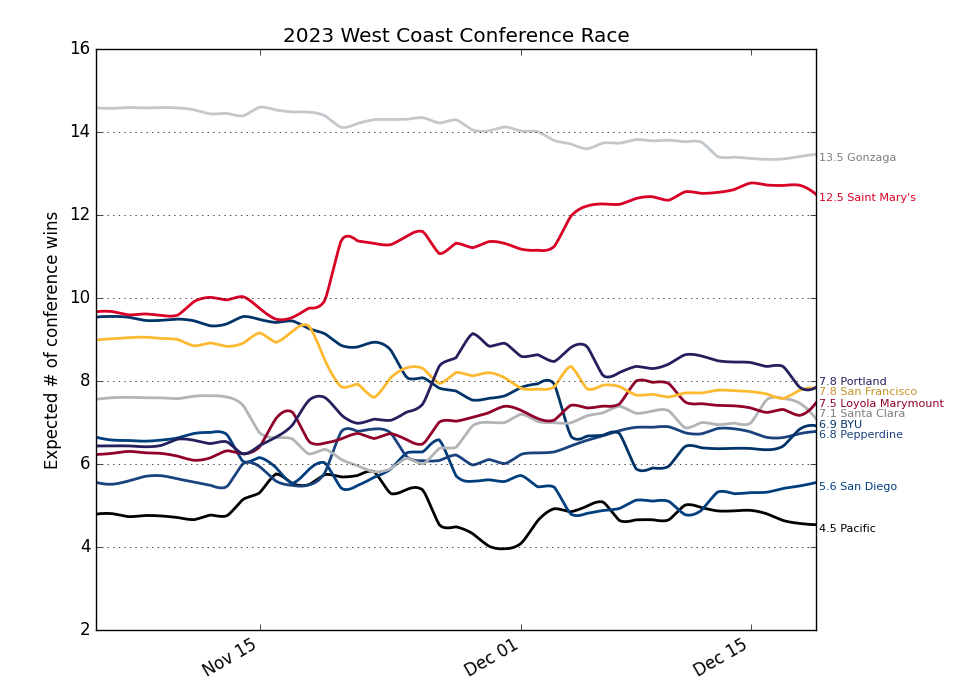 2023 West Coast Conference Race
Expected # of conference wins
16
14
12
10
8
6
4
2
Nov 15
Dec 01
Dec 15
13.5 Gonzaga
12.5 Saint Mary's
7.8 Portland
7.8 San Francisco
7.5 Loyola Marymount
7.1 Santa Clara
6.9 BYU
6.8 Pepperdine
5.6 San Diego
4.5 Pacific